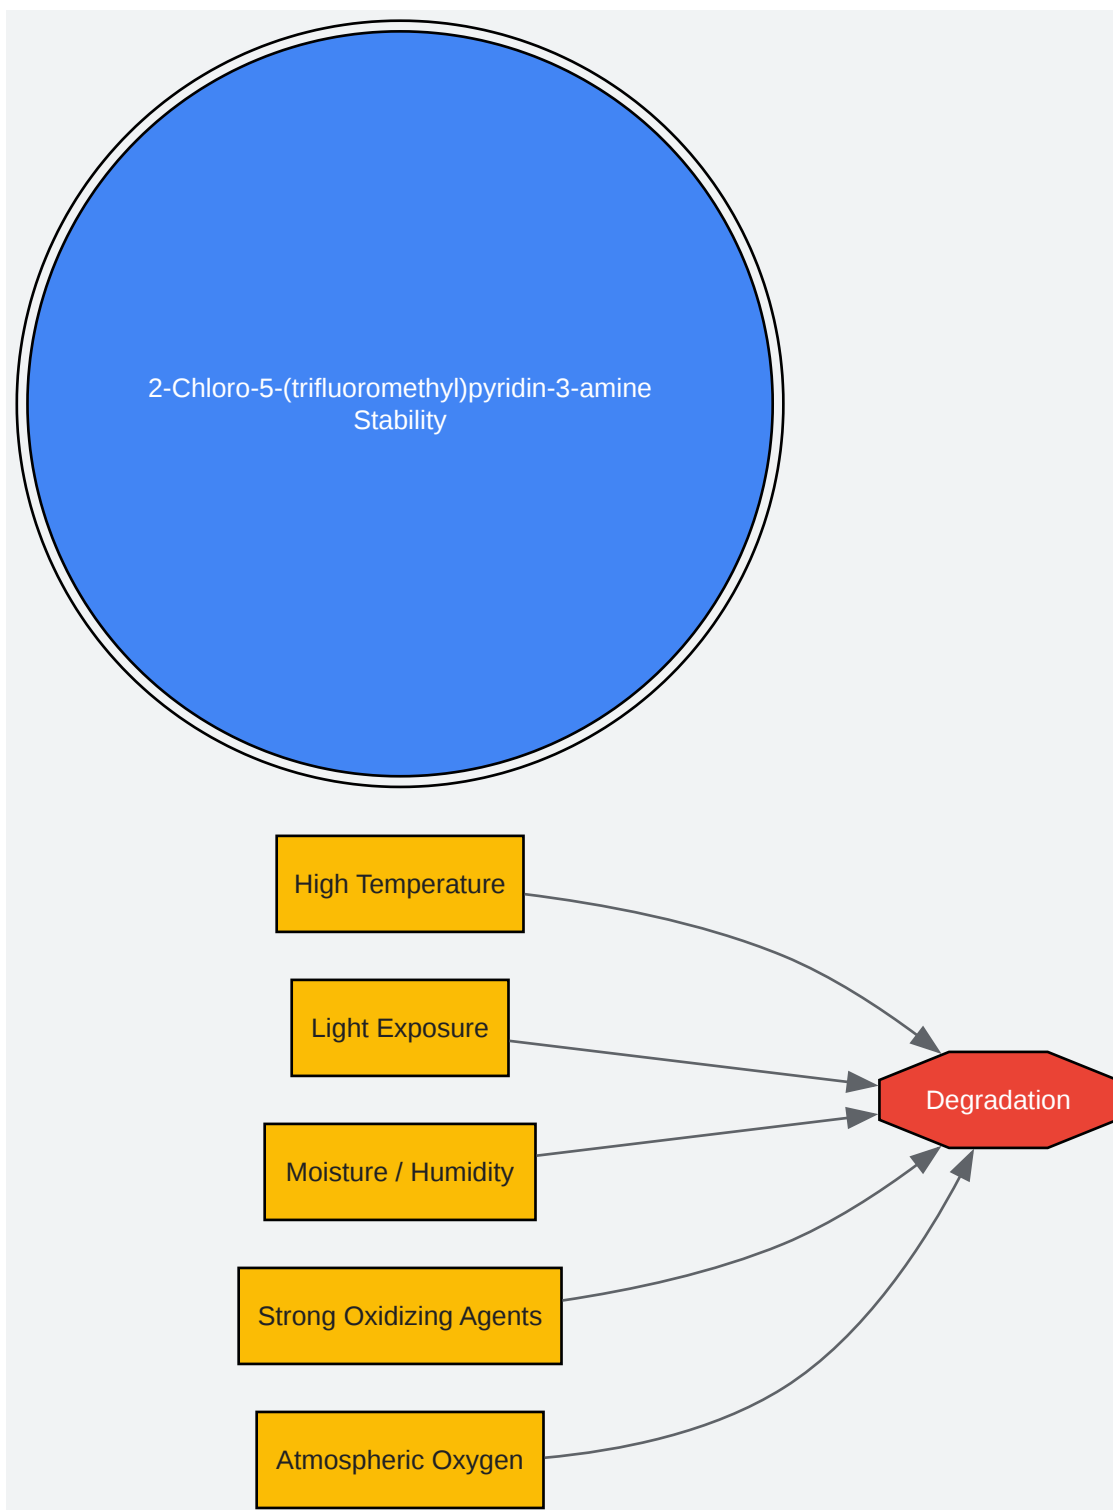 2-Chloro-5-(trifluoromethyl)pyridin-3-amine
Stability
High Temperature
Light Exposure
Moisture / Humidity
Strong Oxidizing Agents
Atmospheric Oxygen
Degradation